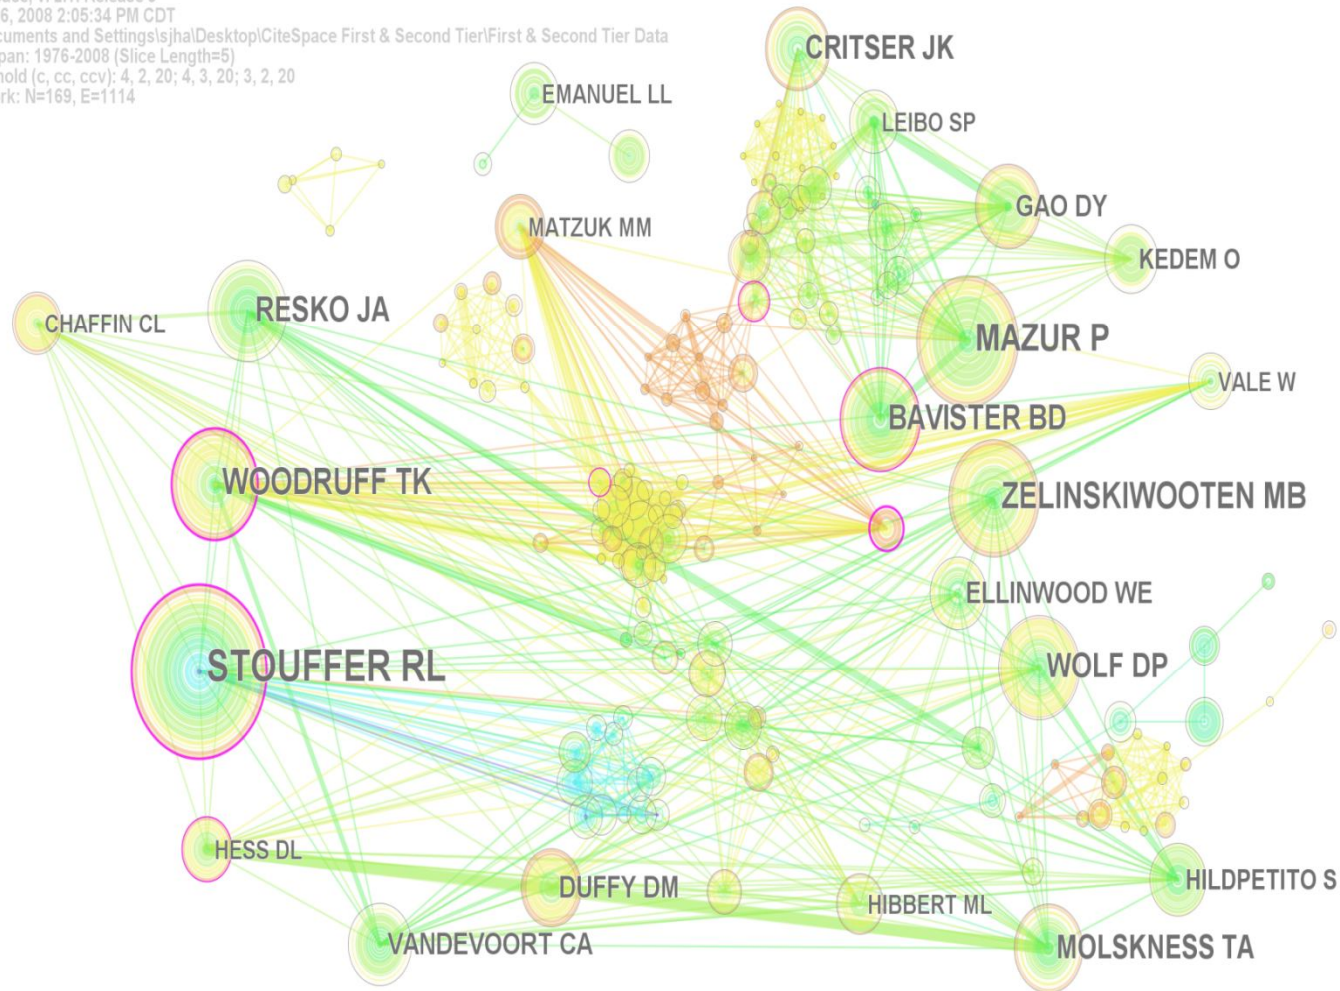 6, 2008 2:05:34 PM CDT
cuments and Settings\sjha\Desktop\CiteSpace First & Second Tier\First & Second Tier Data
pan: 1976-2008 (Slice Length=5)
hold (c, cc, ccv): 4, 2, 20; 4, 3, 20; 3, 2, 20
rk: N=169, E=1114
CRITSER JK
EMANUEL LL
LEIBO SP
GAO DY
MATZUK MM
KEDEM O
RESKO JA
CHAFFIN CL
MAZUR P
VALE W
BAVISTER BD
WOODRUFF TK
ZELINSKIWOOTEN MB
ELLINWOOD WE
STOUFFER RL
WOLF DP
HESS DL
HILDPETITO S
DUFFY DM
HIBBERT ML
VANDEVOORT CA
MOLSKNESS TA